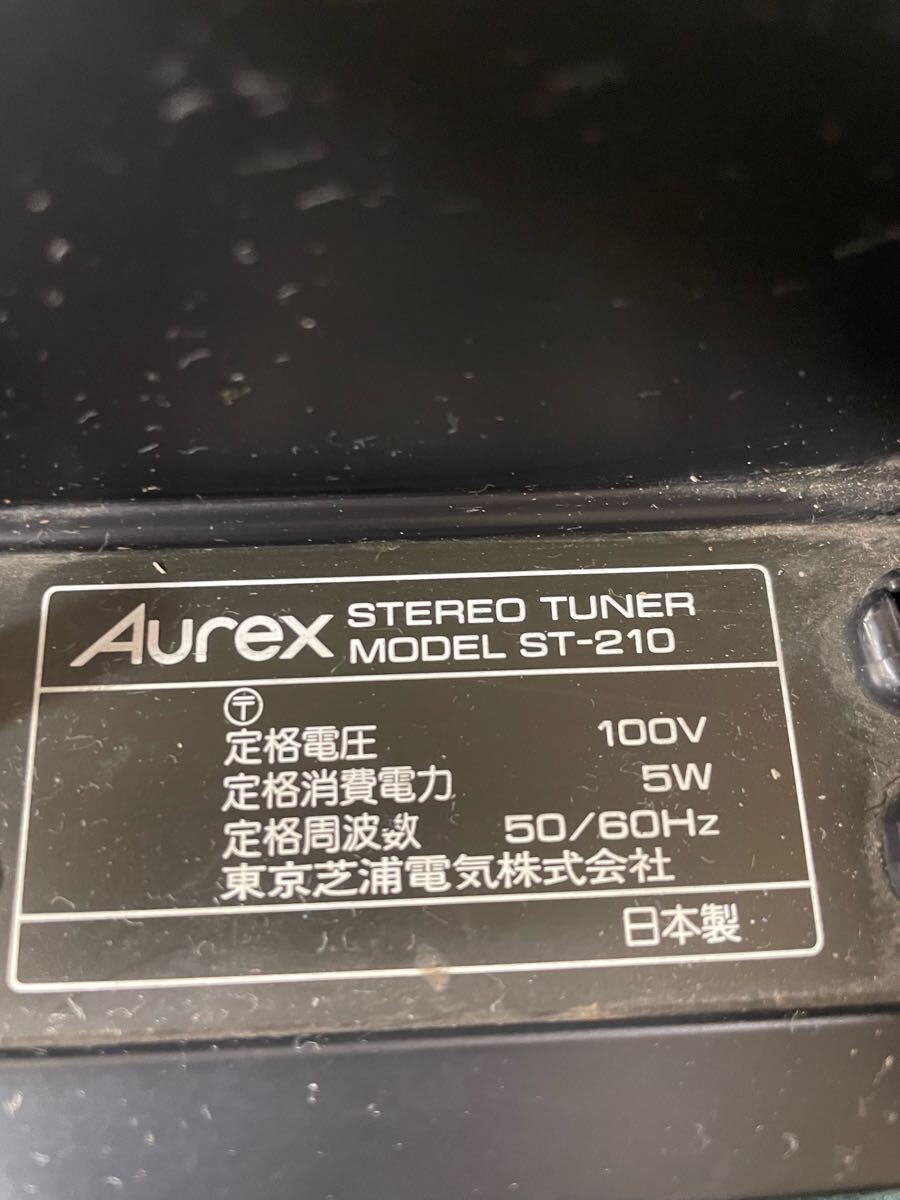 Aurex STEREO TUNER
MODEL ST-210
〶
定格電圧 100V
定格消費電力 5W
定格周波数 50/60Hz
東京芝浦電気株式会社
日本製